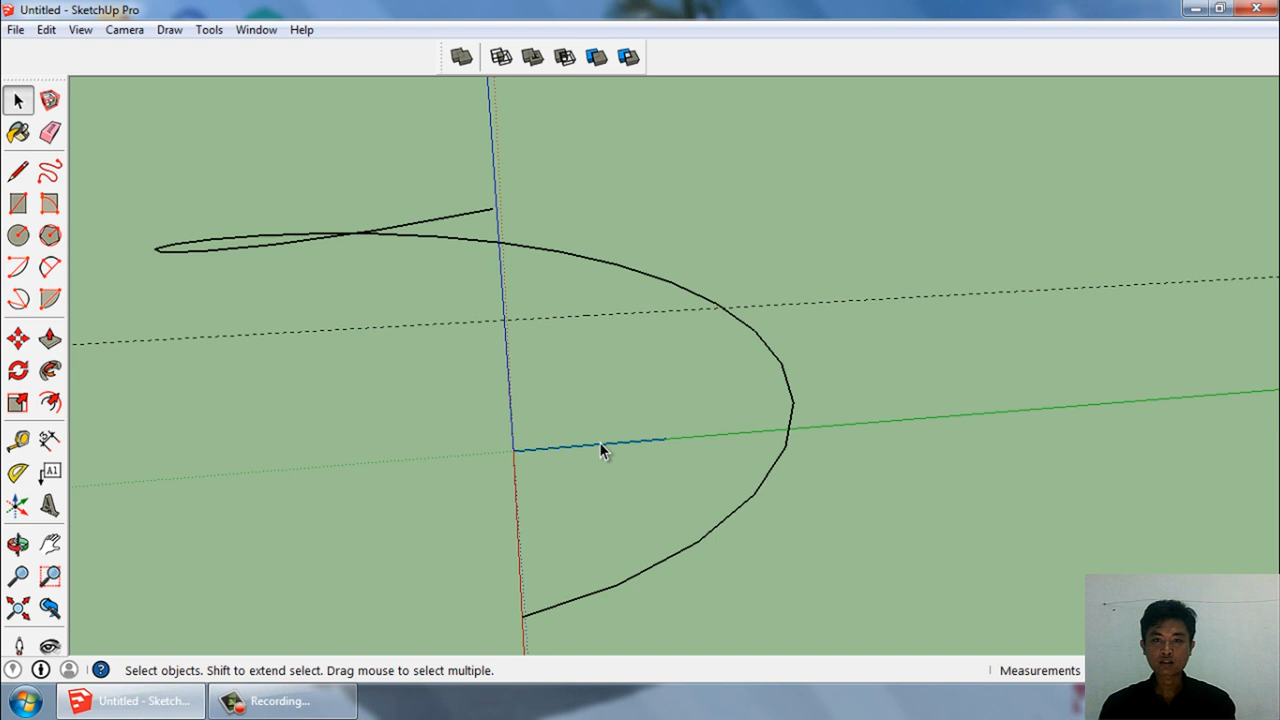 Untitled - SketchUp Pro
File Edit View Camera Draw Tools Window Help
A1
Select objects. Shift to extend select. Drag mouse to select multiple.
Measurements
Untitled - Sketch...
Recording...